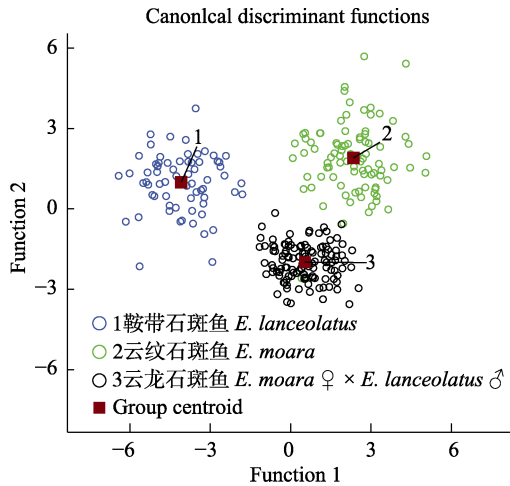 Canonlcal discriminant functions
6
3
0
−3
−6
Function 2
1
2
3
1鞍带石斑鱼 E. lanceolatus
2云纹石斑鱼 E. moara
3云龙石斑鱼 E. moara ♀ × E. lanceolatus ♂
Group centroid
−6 −3 0 3 6
Function 1